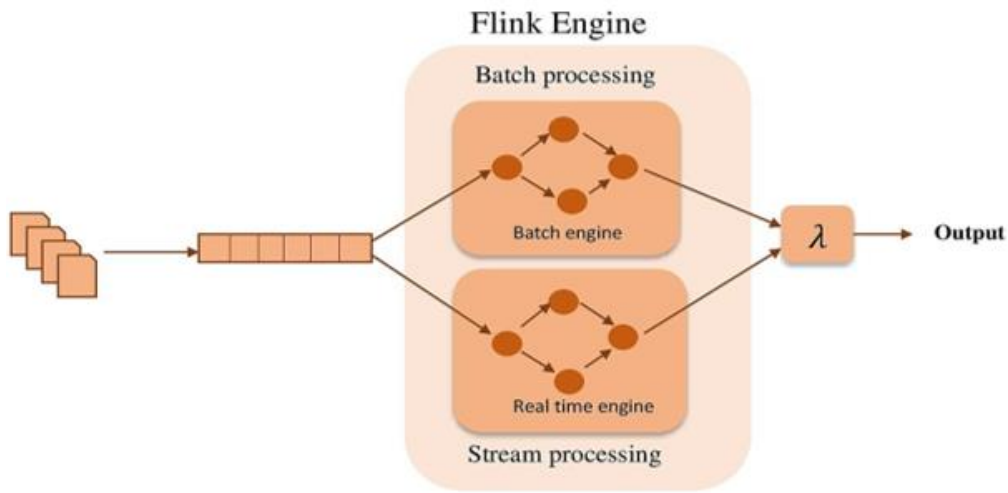 Flink Engine
Batch processing
Batch engine
λ
Output
Real time engine
Stream processing